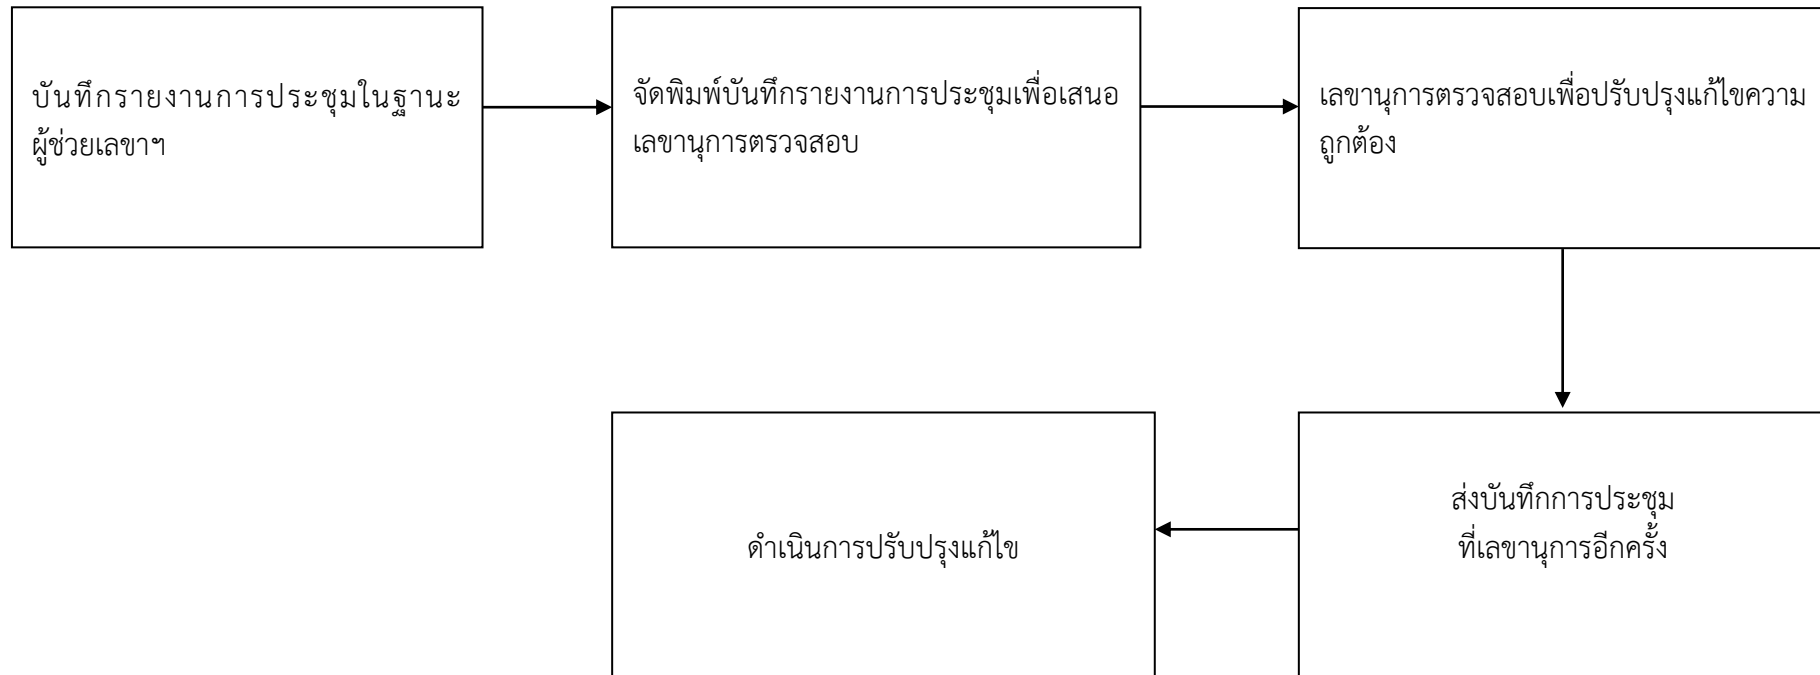 บันทึกรายงานการประชุมในฐานะ
ผู้ช่วยเลขาฯ
จัดพิมพ์บันทึกรายงานการประชุมเพื่อเสนอ
เลขานุการตรวจสอบ
เลขานุการตรวจสอบเพื่อปรับปรุงแก้ไขความ
ถูกต้อง
ส่งบันทึกการประชุม
ที่เลขานุการอีกครั้ง
ดำเนินการปรับปรุงแก้ไข